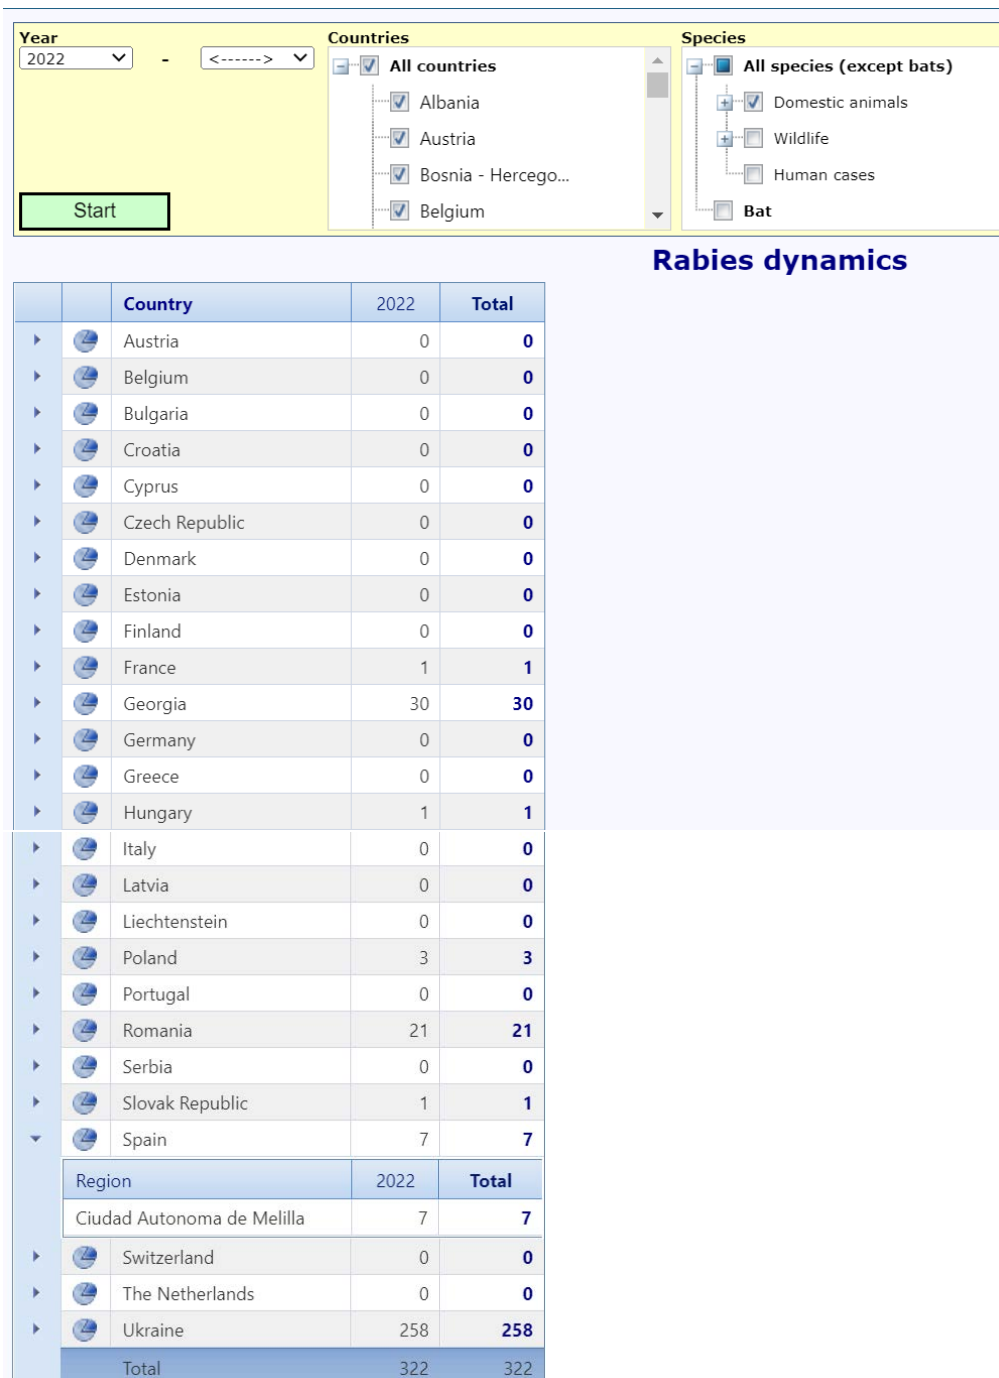 Year Countries Species
2022 - <------> All countries All species (except bats)
Albania Domestic animals
Austria Wildlife
Bosnia - Hercego... Human cases
Start Belgium Bat
Rabies dynamics
Country 2022 Total
Austria 0 0
Belgium 0 0
Bulgaria 0 0
Croatia 0 0
Cyprus 0 0
Czech Republic 0 0
Denmark 0 0
Estonia 0 0
Finland 0 0
France 1 1
Georgia 30 30
Germany 0 0
Greece 0 0
Hungary 1 1
Italy 0 0
Latvia 0 0
Liechtenstein 0 0
Poland 3 3
Portugal 0 0
Romania 21 21
Serbia 0 0
Slovak Republic 1 1
Spain 7 7
Region 2022 Total
Ciudad Autonoma de Melilla 7 7
Switzerland 0 0
The Netherlands 0 0
Ukraine 258 258
Total 322 322